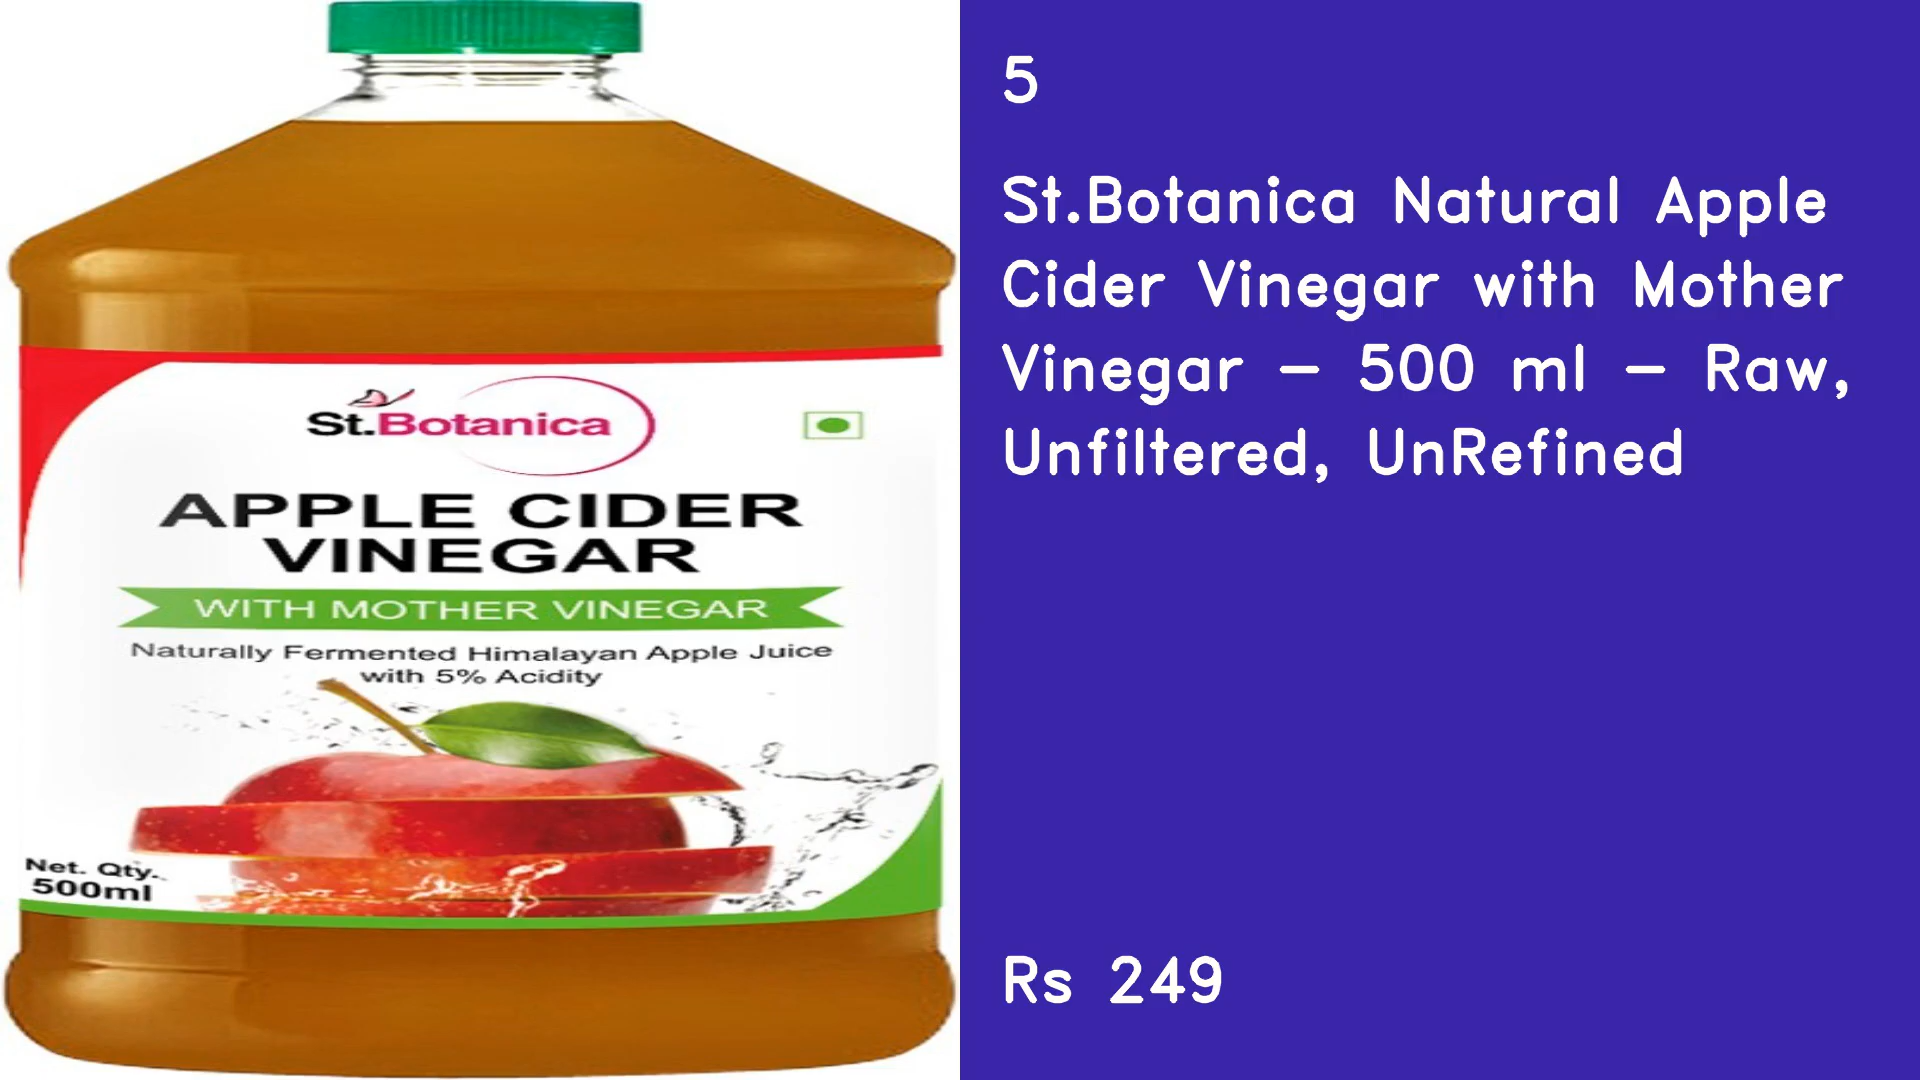 St.Botanica
APPLE CIDER
VINEGAR
WITH MOTHER VINEGAR
Naturally Fermented Himalayan Apple Juice
with 5% Acidity
Net. Qty.
500ml
5
St.Botanica Natural Apple
Cider Vinegar with Mother
Vinegar - 500 ml - Raw,
Unfiltered, UnRefined
Rs 249